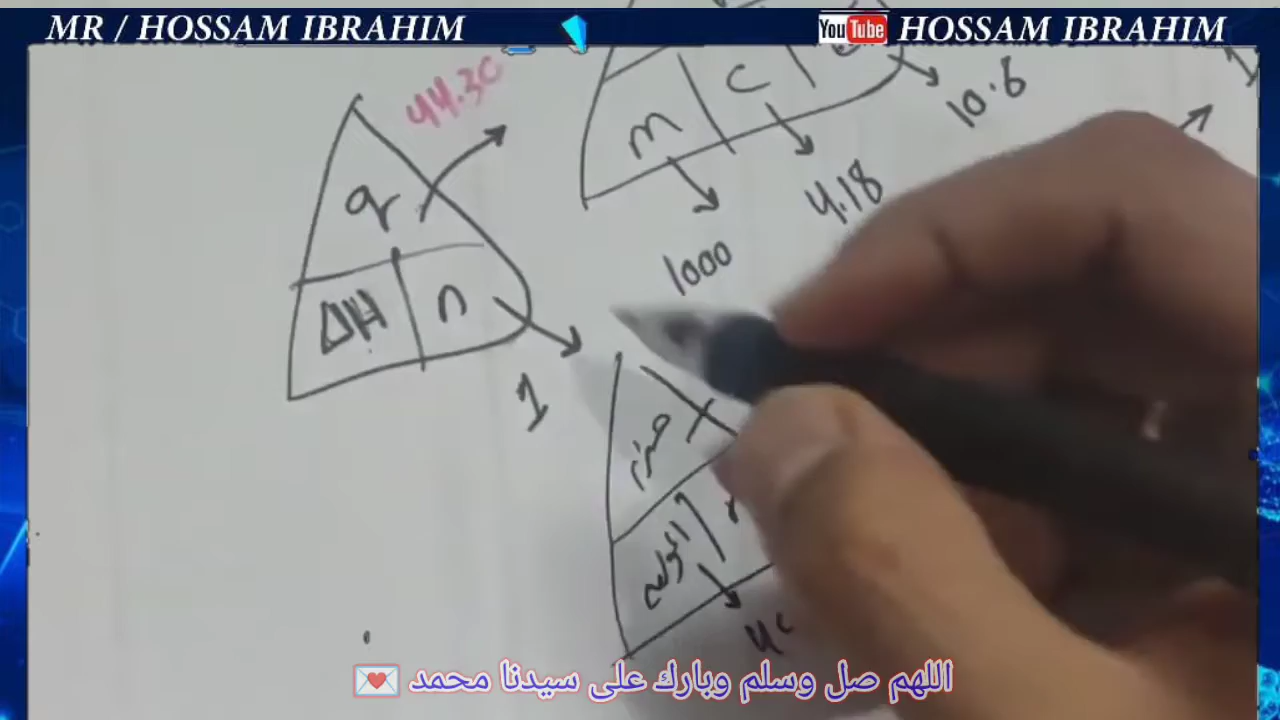 MR / HOSSAM IBRAHIM
YouTube HOSSAM IBRAHIM
44.30
q
ΔH n
1
m c
10.6
4.18
1000
المولية
اللهم صل وسلم وبارك على سيدنا محمد 💌